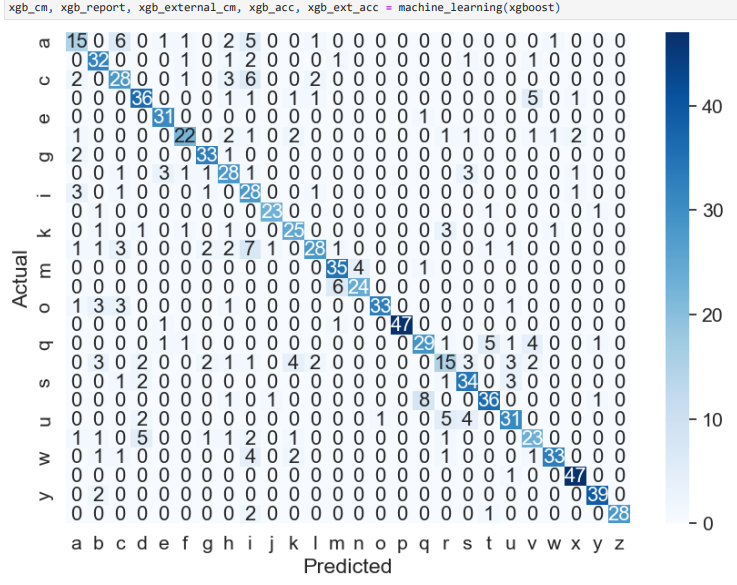 xgb_cm, xgb_report, xgb_external_cm, xgb_acc, xgb_ext_acc = machine_learning(xgboost)
a 15 0 6 0 1 1 0 2 5 0 0 1 0 0 0 0 0 0 0 0 0 0 1 0 0 0
0 32 0 0 0 1 0 1 2 0 0 0 1 0 0 0 0 0 1 0 0 1 0 0 0 0
c 2 0 28 0 0 1 0 3 6 0 0 2 0 0 0 0 0 0 0 0 0 0 0 0 0 0
0 0 0 36 0 0 0 1 1 0 1 1 0 0 0 0 0 0 0 0 0 5 0 1 0 0
e 0 0 0 0 31 0 0 0 0 0 0 0 0 0 0 0 1 0 0 0 0 0 0 0 0 0
1 0 0 0 0 22 0 2 1 0 2 0 0 0 0 0 0 1 1 0 0 1 1 2 0 0
g 2 0 0 0 0 0 33 1 0 0 0 0 0 0 0 0 0 0 0 0 0 0 0 0 0 0
0 0 1 0 3 1 1 28 1 0 0 0 0 0 0 0 0 0 3 0 0 0 0 1 0 0
i 3 0 1 0 0 0 1 0 28 0 0 1 0 0 0 0 0 0 0 0 0 0 0 1 0 0
0 1 0 0 0 0 0 0 0 23 0 0 0 0 0 0 0 0 0 1 0 0 0 0 1 0
k 0 1 0 1 0 1 0 1 0 0 25 0 0 0 0 0 0 3 0 0 0 0 1 0 0 0
1 0 3 0 0 0 2 2 7 1 0 28 1 0 0 0 0 0 0 1 1 0 0 0 0 0
m 0 0 0 0 0 0 0 0 0 0 0 0 35 4 0 0 1 0 0 0 0 0 0 0 0 0
0 0 0 0 0 0 0 0 0 0 0 0 6 24 0 0 0 0 0 0 0 0 0 0 0 0
o 1 3 3 0 0 0 0 1 0 0 0 0 0 0 33 0 0 0 0 0 1 0 0 0 0 0
0 0 0 0 1 0 0 0 0 0 0 0 1 0 0 47 0 0 0 0 0 0 0 0 0 0
q 0 0 0 0 1 1 0 0 0 0 0 0 0 0 0 0 29 1 0 5 1 4 0 0 1 0
0 3 0 2 0 0 2 1 1 0 4 2 0 0 0 0 0 15 3 0 3 2 0 0 0 0
s 0 0 1 2 0 0 0 0 0 0 0 0 0 0 0 0 0 1 34 0 3 0 0 0 0 0
0 0 0 0 0 0 0 1 0 1 0 0 0 0 0 0 8 0 0 36 0 0 0 0 1 0
u 0 0 0 2 0 0 0 0 0 0 0 0 0 0 1 0 0 5 4 0 31 0 0 0 0 0
1 1 0 5 0 0 1 1 2 0 1 0 0 0 0 0 0 0 0 0 0 23 0 0 0 0
w 0 1 1 0 0 0 0 0 4 0 2 0 0 0 0 0 0 1 0 0 0 1 33 0 0 0
0 0 0 0 0 0 0 0 0 0 0 0 0 0 0 0 0 0 0 0 1 0 0 47 0 0
y 0 2 0 0 0 0 0 0 0 0 0 0 0 0 0 0 0 0 0 0 0 0 0 0 39 0
0 0 0 0 0 0 0 0 2 0 0 0 0 0 0 0 0 0 0 1 0 0 0 0 0 28
a b c d e f g h i j k l m n o p q r s t u v w x y z
Predicted
Actual
40
30
20
10
0